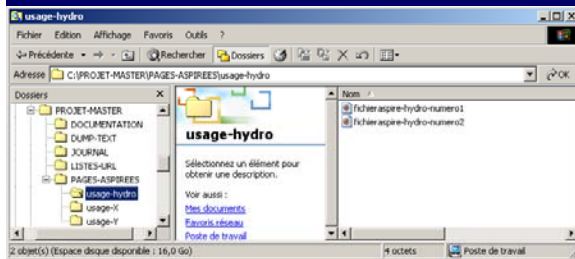 usage-hydro
Fichier Edition Affichage Favoris Outils ?
Précédente Rechercher Dossiers
Adresse C:\PROJET-MASTER\PAGES-ASPIREES\usage-hydro OK
Dossiers
PROJET-MASTER
DOCUMENTATION
DUMP-TEXT
JOURNAL
LISTES-URL
PAGES-ASPIREES
usage-hydro
usage-X
usage-Y
usage-hydro
Sélectionnez un élément pour
obtenir une description.
Voir aussi :
Mes documents
Favoris réseau
Poste de travail
Nom
fichieraspire-hydro-numero1
fichieraspire-hydro-numero2
2 objet(s) (Espace disque disponible : 16,0 Go) 4 octets Poste de travail